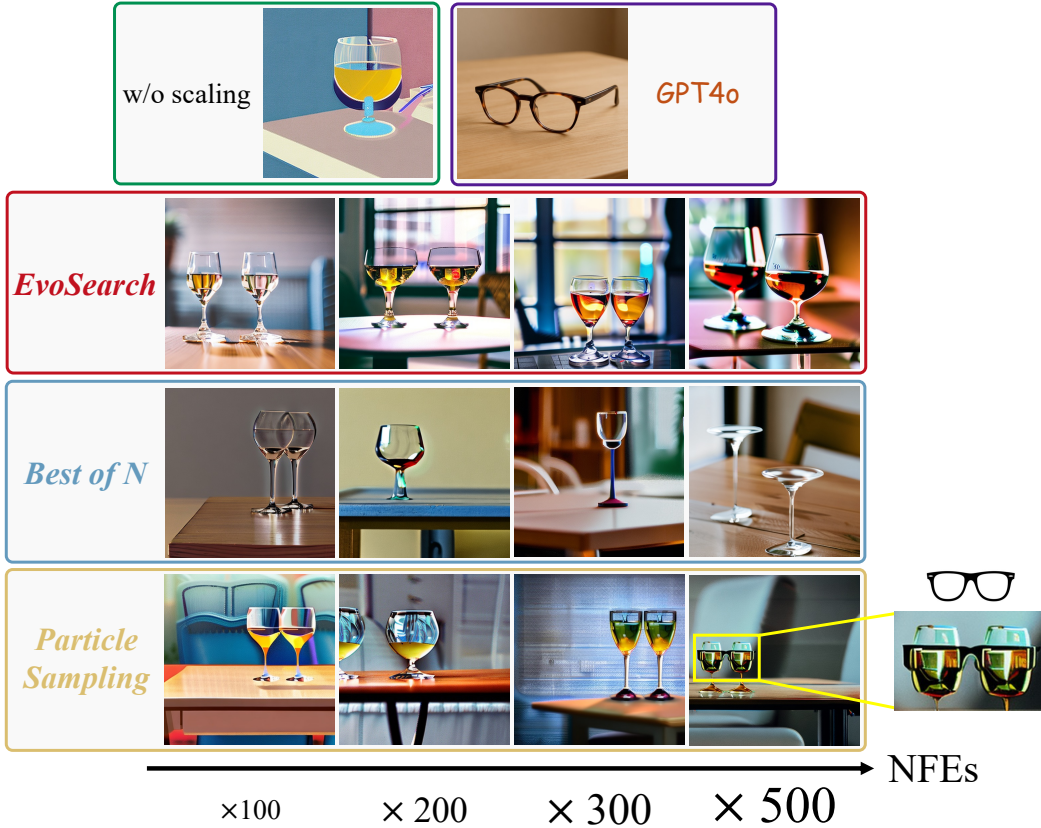 w/o scaling
GPT4o
EvoSearch
Best of N
Particle
Sampling
NFEs
×100
× 200
× 300
× 500